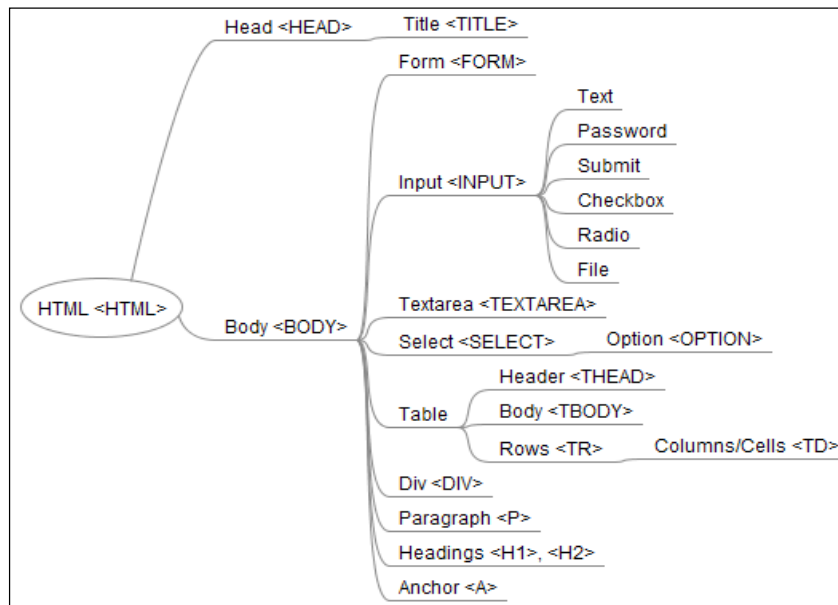 Head <HEAD>
Title <TITLE>
Form <FORM>
Text
Password
Submit
Input <INPUT>
Checkbox
Radio
File
HTML <HTML>
Body <BODY>
Textarea <TEXTAREA>
Select <SELECT>
Option <OPTION>
Header <THEAD>
Table
Body <TBODY>
Rows <TR>
Columns/Cells <TD>
Div <DIV>
Paragraph <P>
Headings <H1>, <H2>
Anchor <A>